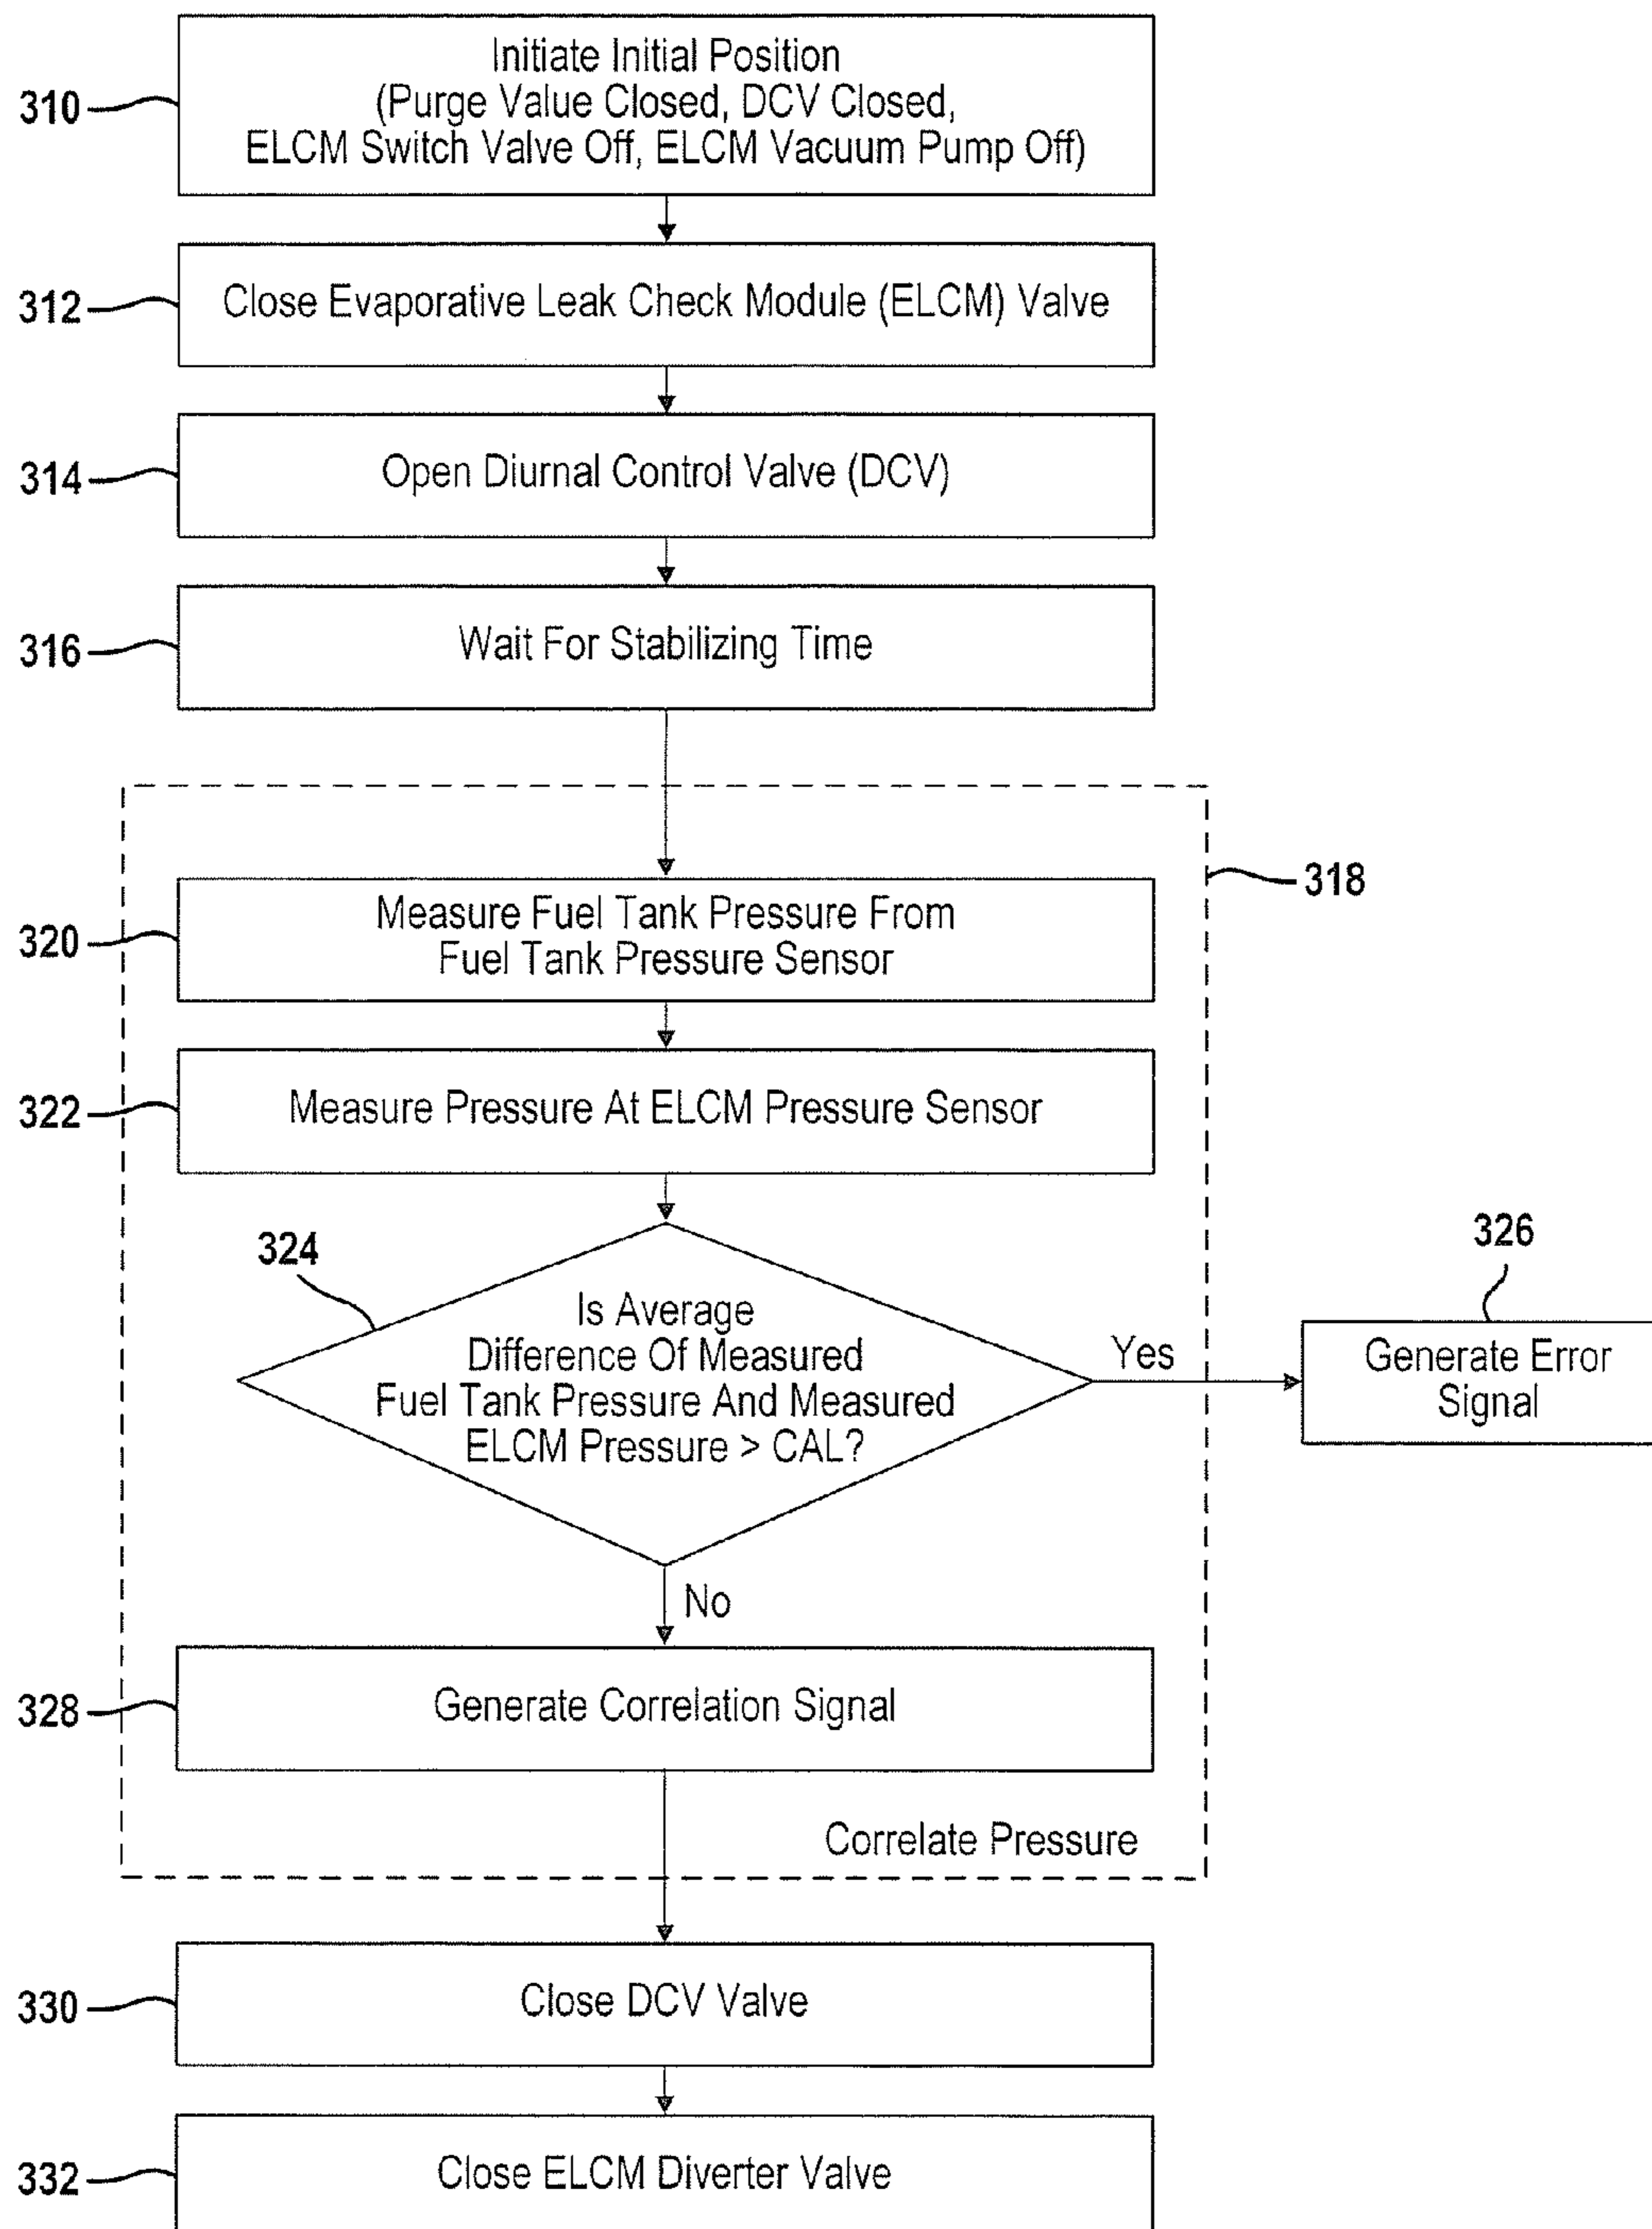 310
Initiate Initial Position
(Purge Value Closed, DCV Closed,
ELCM Switch Valve Off, ELCM Vacuum Pump Off)
312
Close Evaporative Leak Check Module (ELCM) Valve
314
Open Diurnal Control Valve (DCV)
316
Wait For Stabilizing Time
318
320
Measure Fuel Tank Pressure From
Fuel Tank Pressure Sensor
322
Measure Pressure At ELCM Pressure Sensor
324
Is Average
Difference Of Measured
Fuel Tank Pressure And Measured
ELCM Pressure > CAL?
Yes
326
Generate Error
Signal
No
328
Generate Correlation Signal
Correlate Pressure
330
Close DCV Valve
332
Close ELCM Diverter Valve